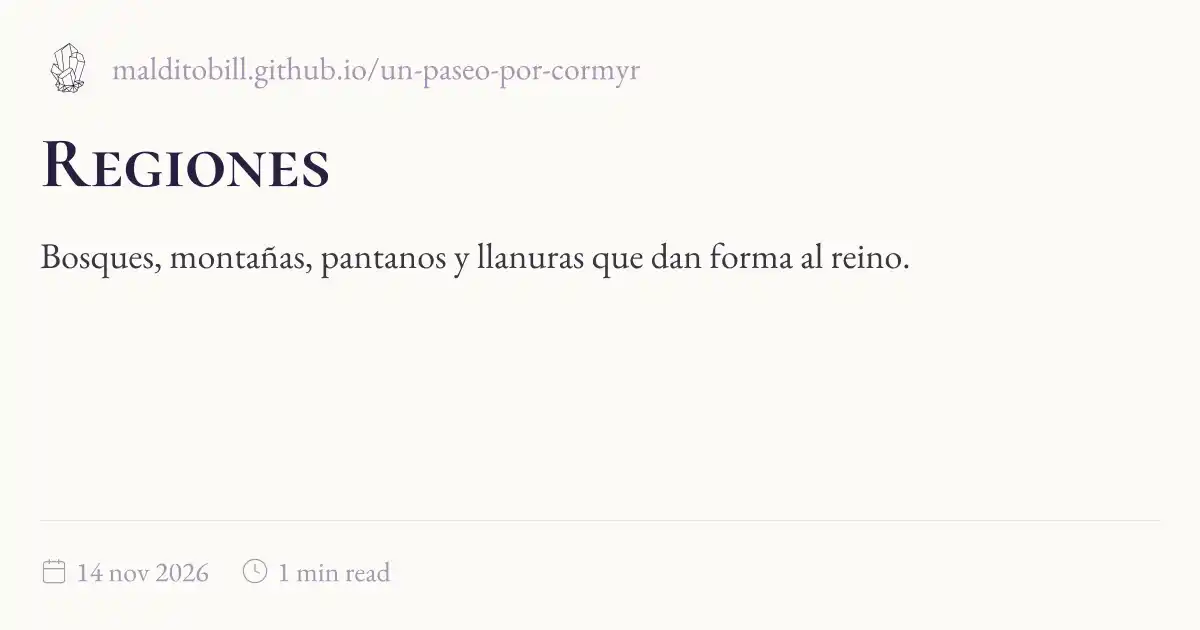 malditobill.github.io/un-paseo-por-cormyr
Regiones
Bosques, montañas, pantanos y llanuras que dan forma al reino.
14 nov 2026 1 min read